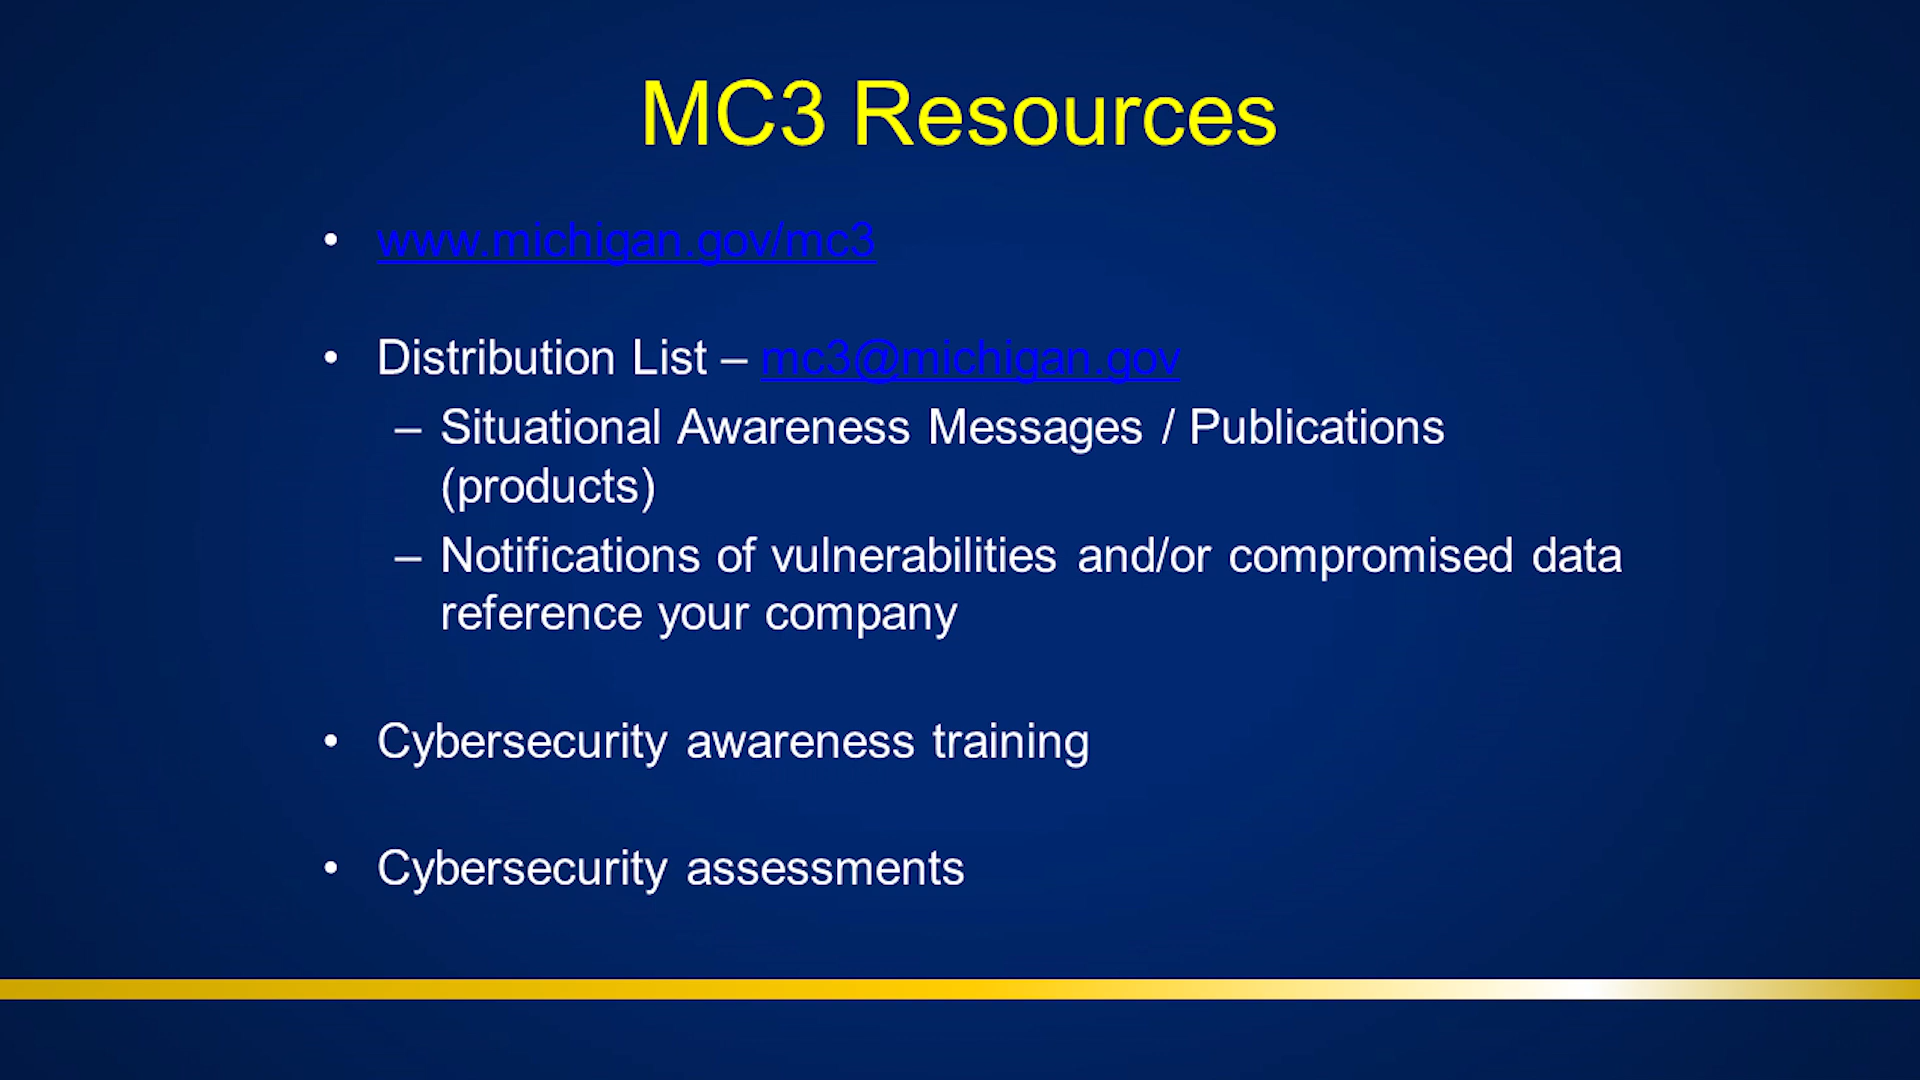 MC3 Resources
• www.michigan.gov/mc3
• Distribution List – mc3@michigan.gov
– Situational Awareness Messages / Publications
(products)
– Notifications of vulnerabilities and/or compromised data
reference your company
• Cybersecurity awareness training
• Cybersecurity assessments